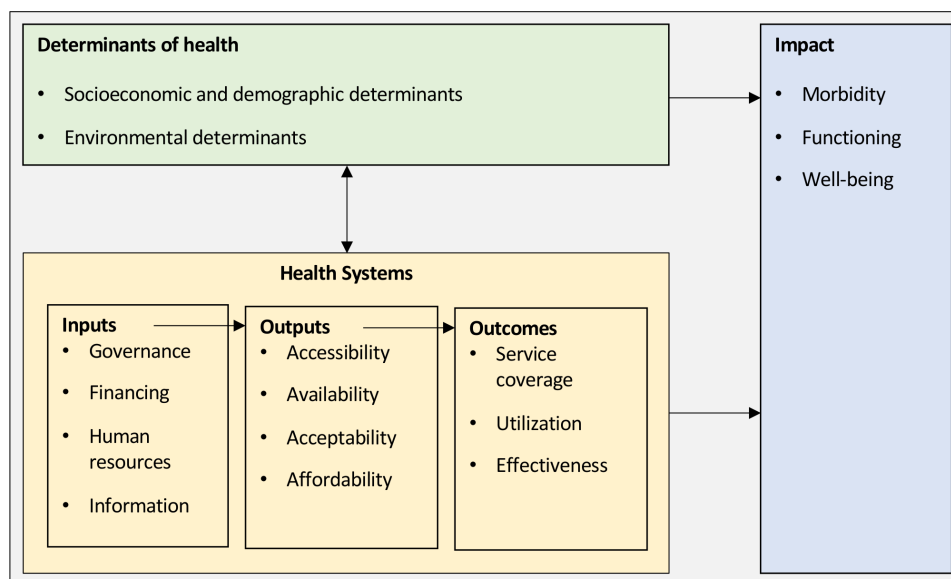 Determinants of health
• Socioeconomic and demographic determinants
• Environmental determinants
Impact
• Morbidity
• Functioning
• Well-being
Health Systems
Inputs
• Governance
• Financing
• Human
resources
• Information
Outputs
• Accessibility
• Availability
• Acceptability
• Affordability
Outcomes
• Service
coverage
• Utilization
• Effectiveness